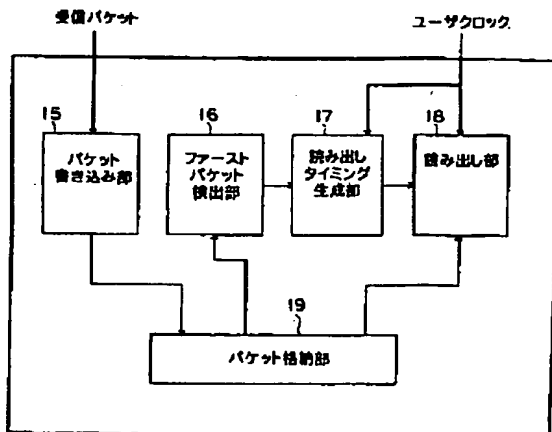 受信パケット
ユーザクロック
15
パケット
書き込み部
16
ファースト
パケット
検出部
17
読み出し
タイミング
生成部
18
読み出し部
19
パケット格納部